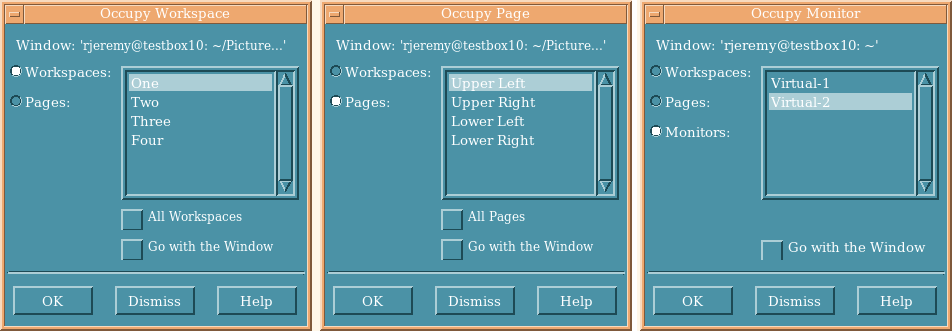 Occupy Workspace
Window: 'rjeremy@testbox10: ~/Picture...'
Workspaces:
Pages:
One
Two
Three
Four
All Workspaces
Go with the Window
OK
Dismiss
Help
Occupy Page
Window: 'rjeremy@testbox10: ~/Picture...'
Workspaces:
Pages:
Upper Left
Upper Right
Lower Left
Lower Right
All Pages
Go with the Window
OK
Dismiss
Help
Occupy Monitor
Window: 'rjeremy@testbox10: ~'
Workspaces:
Pages:
Monitors:
Virtual-1
Virtual-2
Go with the Window
OK
Dismiss
Help